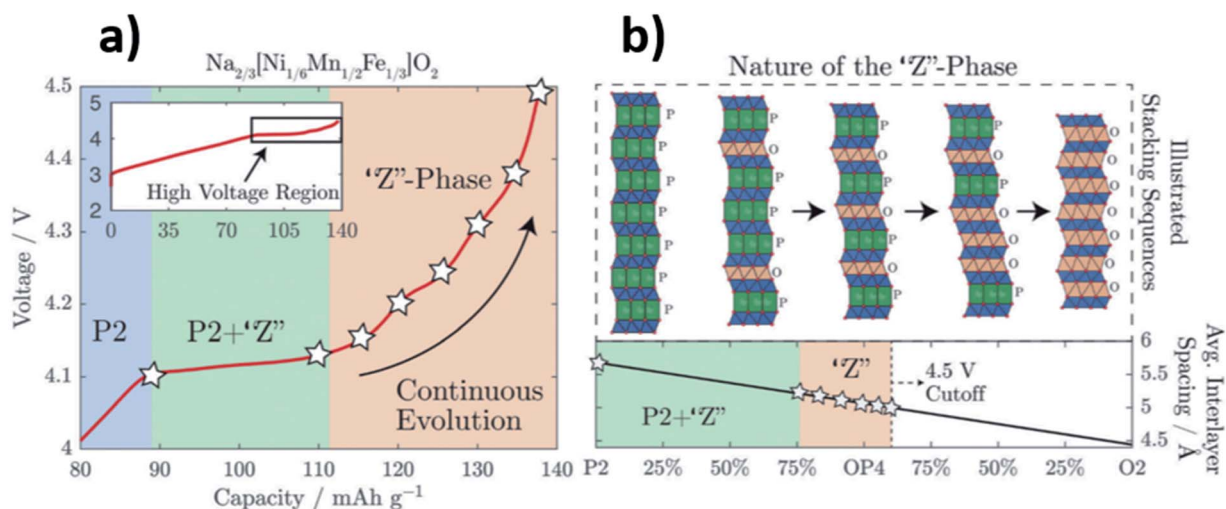 a)
Na2/3[Ni1/6Mn1/2Fe1/3]O2
4.5
4.4
4.3
4.2
4.1
4
Voltage / V
5
4
3
2
0
35
70
105
140
High Voltage Region
"Z"-Phase
P2
P2+"Z"
Continuous
Evolution
80
90
100
110
120
130
140
Capacity / mAh g−1
b)
Nature of the "Z"-Phase
P
P
P
P
P
P
P
O
P
P
O
P
P
O
P
O
P
O
P
P
O
P
O
O
O
P
O
O
O
O
O
O
Illustrated
Stacking Sequences
"Z"
4.5 V
Cutoff
P2+"Z"
6
5.5
5
4.5
Avg. Interlayer
Spacing / Å
P2
25%
50%
75%
OP4
75%
50%
25%
O2